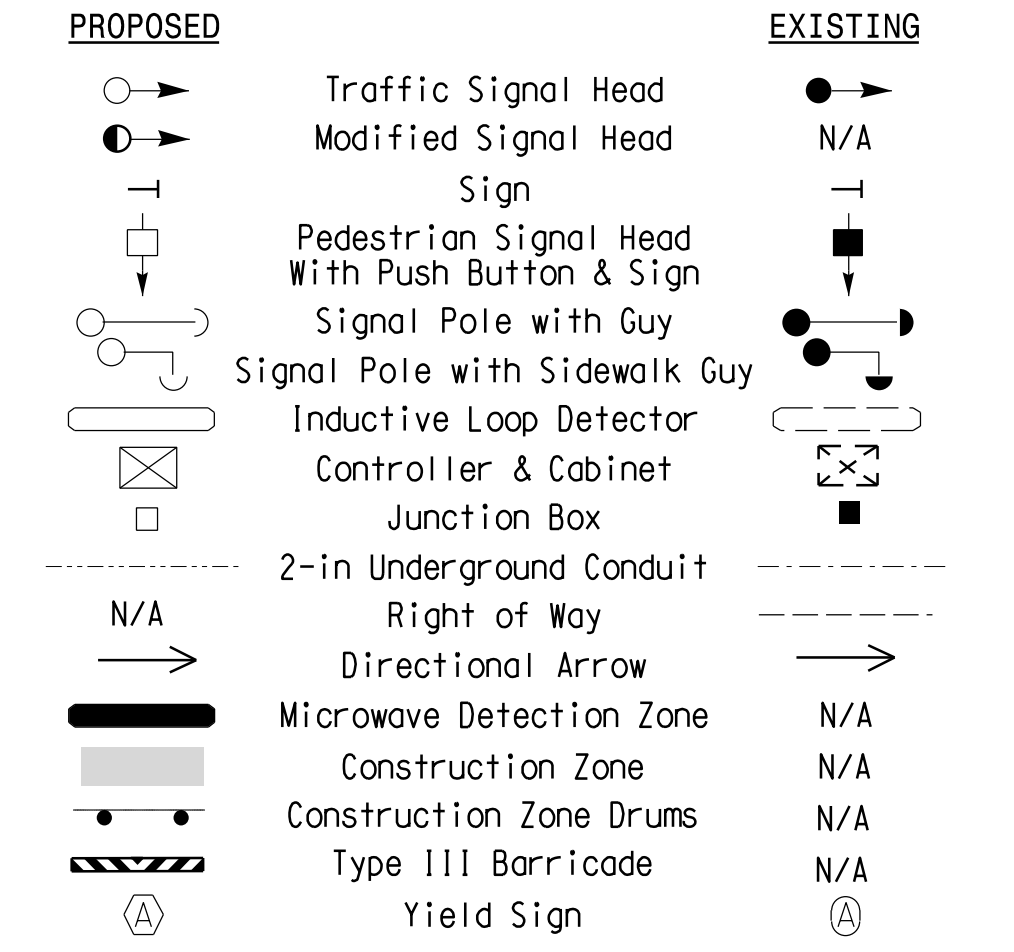 PROPOSED EXISTING
Traffic Signal Head
Modified Signal Head N/A
Sign
Pedestrian Signal Head
With Push Button & Sign
Signal Pole with Guy
Signal Pole with Sidewalk Guy
Inductive Loop Detector
Controller & Cabinet
Junction Box
2-in Underground Conduit
N/A Right of Way
Directional Arrow
Microwave Detection Zone N/A
Construction Zone N/A
Construction Zone Drums N/A
Type III Barricade N/A
A Yield Sign A